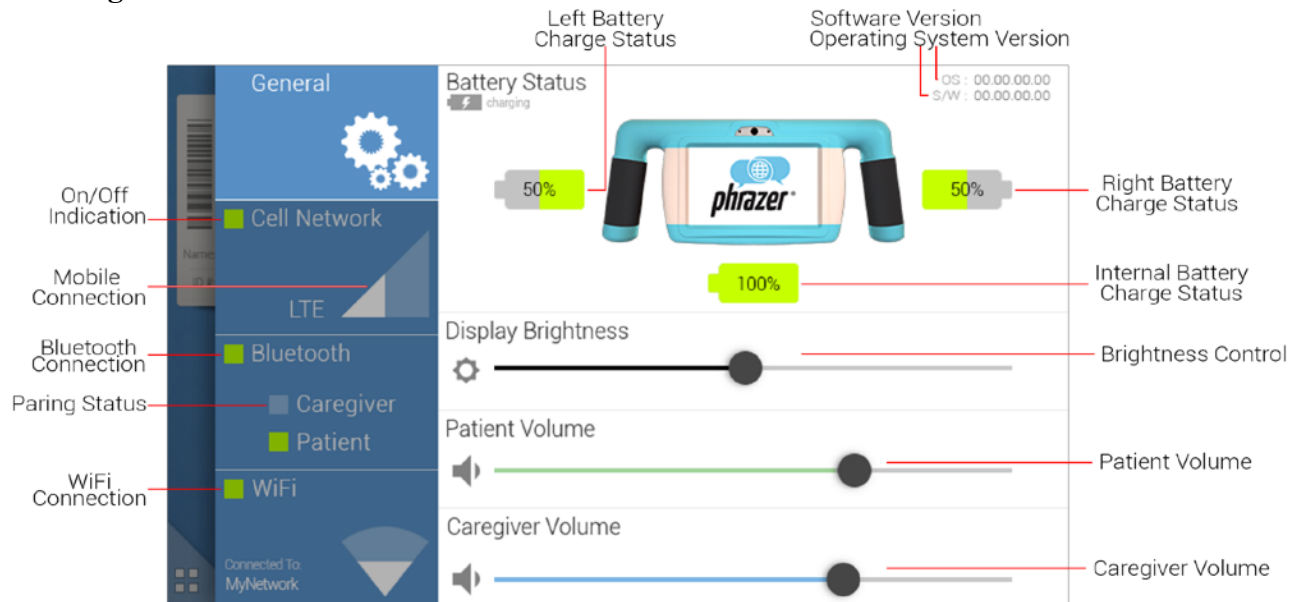 Left Battery
Charge Status
Software Version
Operating System Version
General
Battery Status
charging
OS : 00.00.00.00
S/W : 00.00.00.00
50%
phrazer
50%
Right Battery
Charge Status
On/Off
Indication
Cell Network
Name:
ID #
Mobile
Connection
LTE
100%
Internal Battery
Charge Status
Display Brightness
Bluetooth
Connection
Bluetooth
Brightness Control
Paring Status
Caregiver
Patient
Patient Volume
Patient Volume
WiFi
Connection
WiFi
Caregiver Volume
Connected To:
MyNetwork
Caregiver Volume